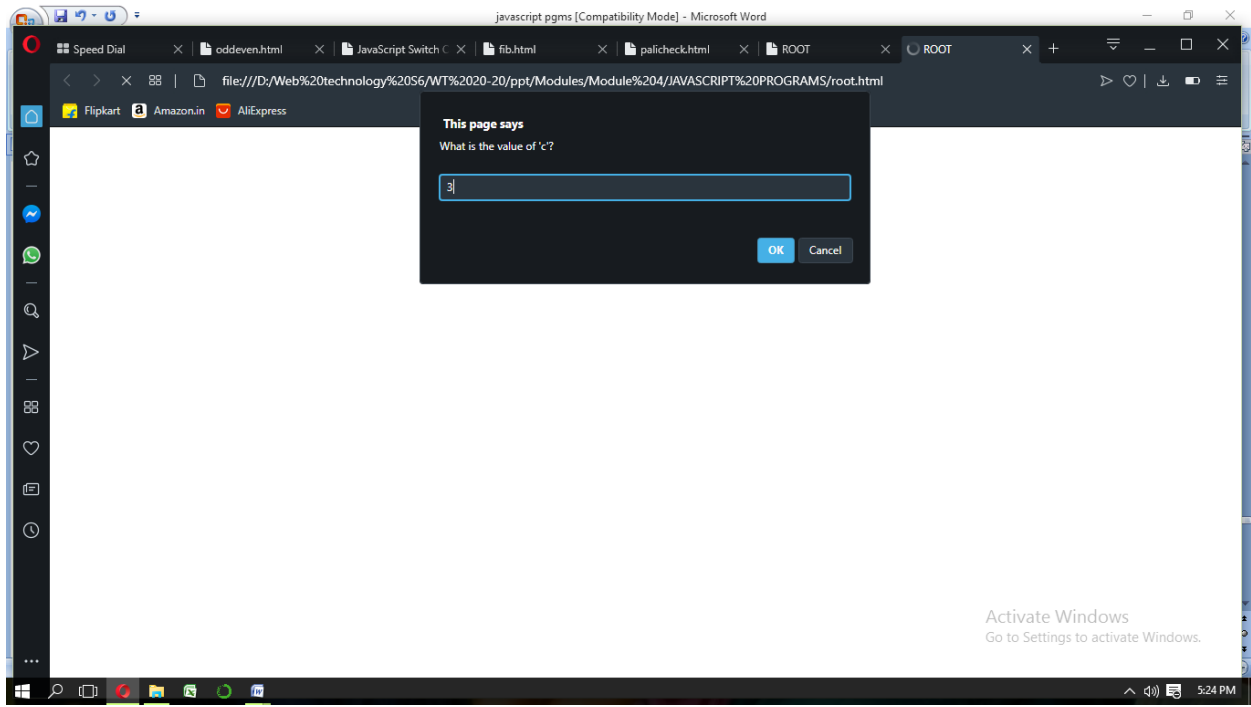 javascript pgms [Compatibility Mode] - Microsoft Word
Speed Dial
oddeven.html
JavaScript Switch C
fib.html
palicheck.html
ROOT
ROOT
file:///D:/Web%20technology%20S6/WT%2020-20/ppt/Modules/Module%204/JAVASCRIPT%20PROGRAMS/root.html
Flipkart
Amazon.in
AliExpress
This page says
What is the value of 'c'?
3
OK
Cancel
Activate Windows
Go to Settings to activate Windows.
5:24 PM